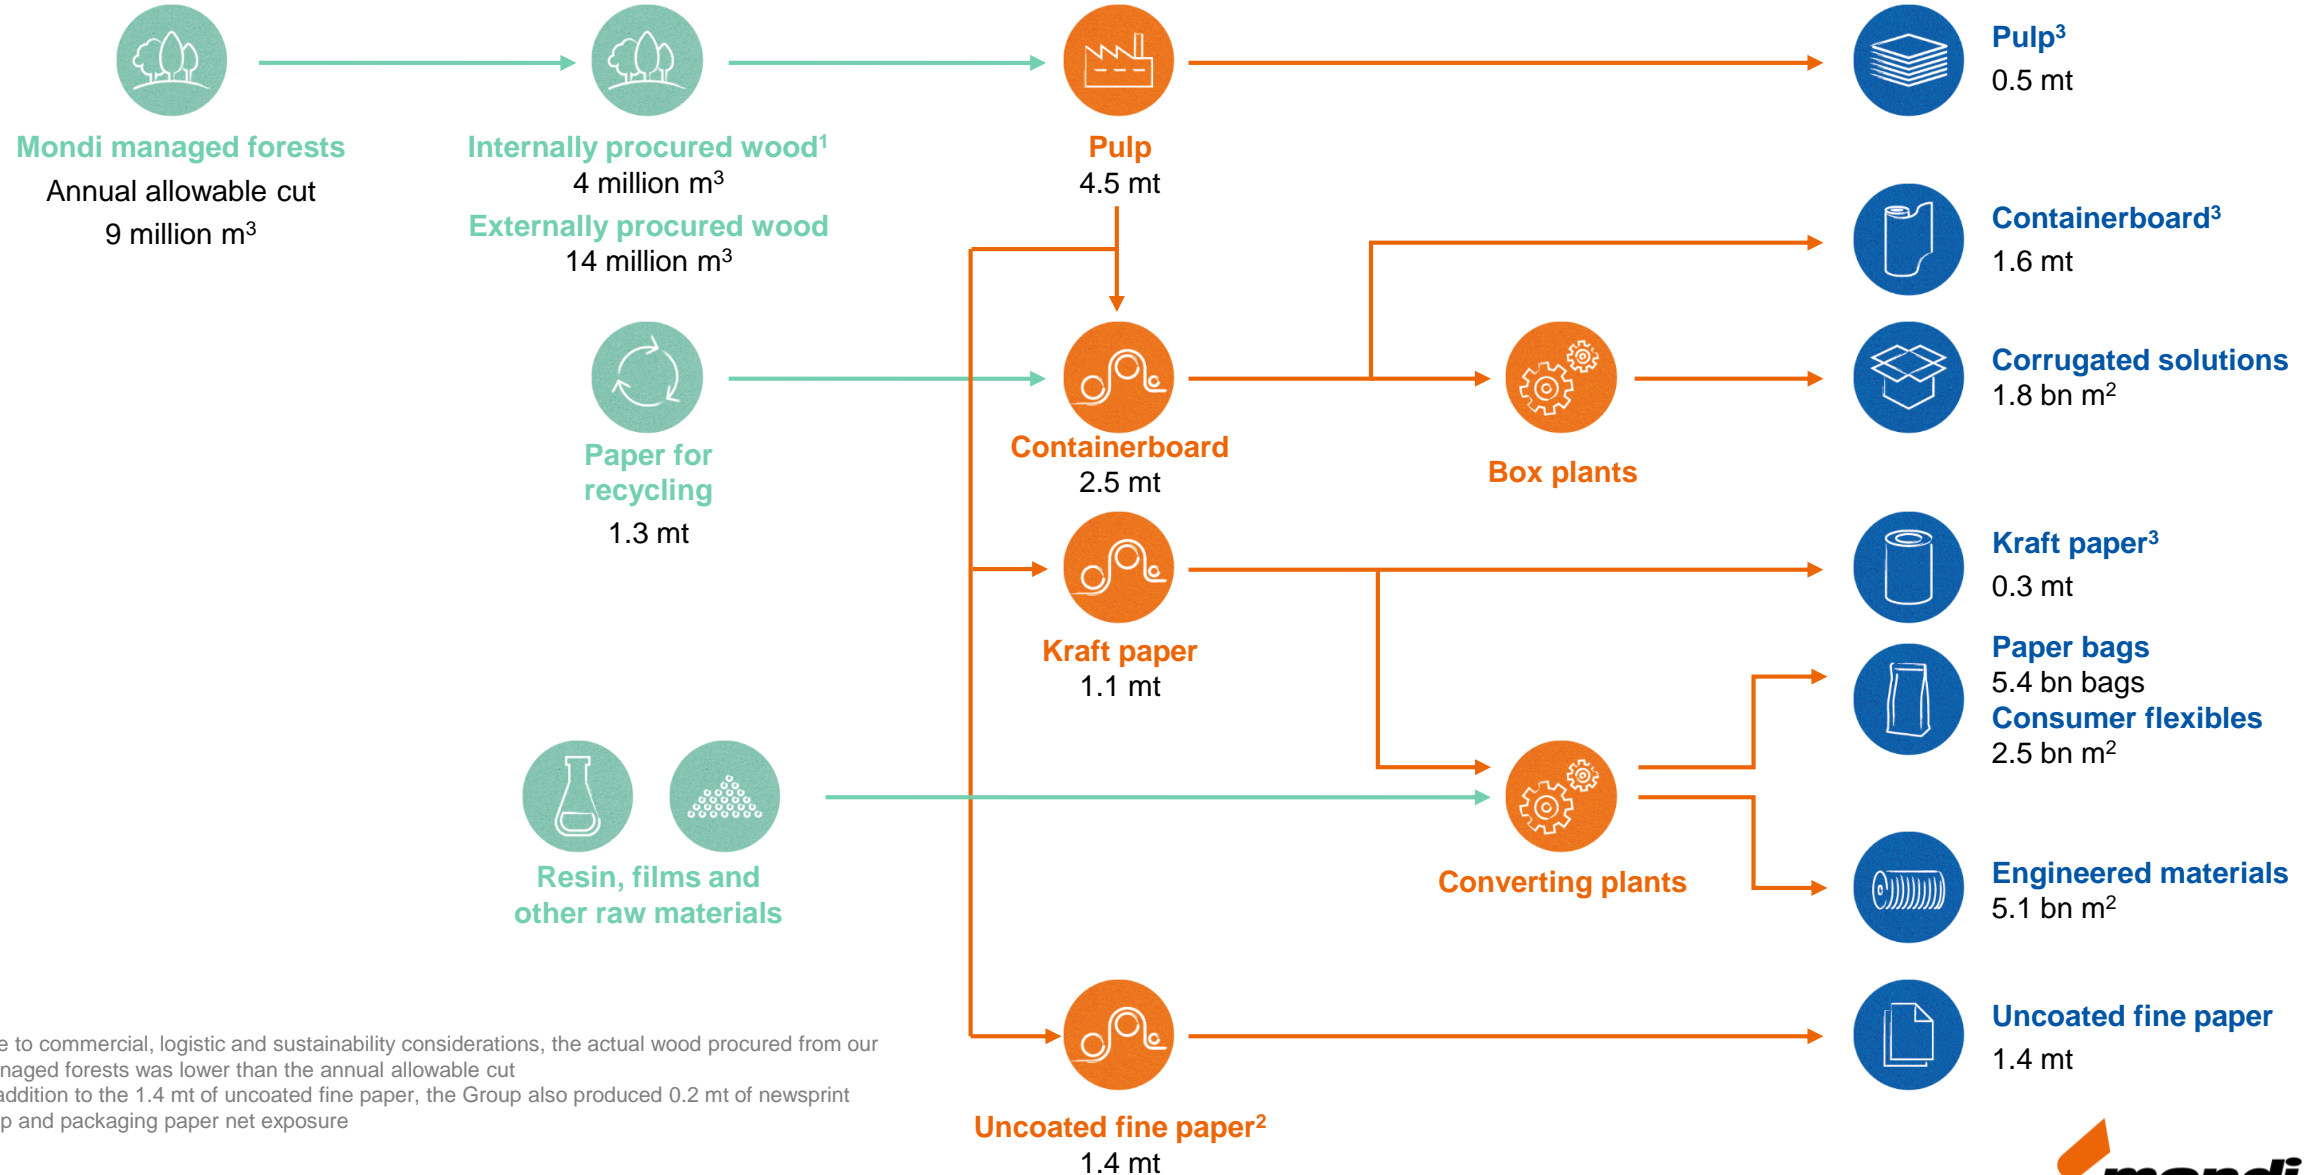 Mondi managed forests
Annual allowable cut
9 million m³
Internally procured wood¹
4 million m³
Externally procured wood
14 million m³
Pulp
4.5 mt
Pulp³
0.5 mt
Containerboard³
1.6 mt
Paper for
recycling
1.3 mt
Containerboard
2.5 mt
Box plants
Corrugated solutions
1.8 bn m²
Kraft paper
1.1 mt
Kraft paper³
0.3 mt
Paper bags
5.4 bn bags
Consumer flexibles
2.5 bn m²
Resin, films and
other raw materials
Converting plants
Engineered materials
5.1 bn m²
Uncoated fine paper²
1.4 mt
Uncoated fine paper
1.4 mt
to commercial, logistic and sustainability considerations, the actual wood procured from our
forests was lower than the annual allowable cut
addition to the 1.4 mt of uncoated fine paper, the Group also produced 0.2 mt of newsprint
and packaging paper net exposure
mondi